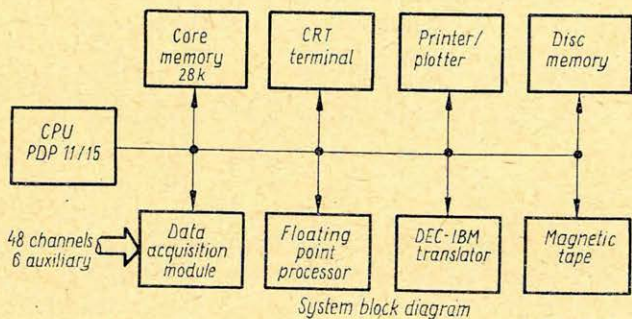 Core
memory
28k
CRT
terminal
Printer/
plotter
Disc
memory
CPU
PDP 11/15
48 channels
6 auxiliary
Data
acquisition
module
Floating
point
processor
DEC-IBM
translator
Magnetic
tape
System block diagram